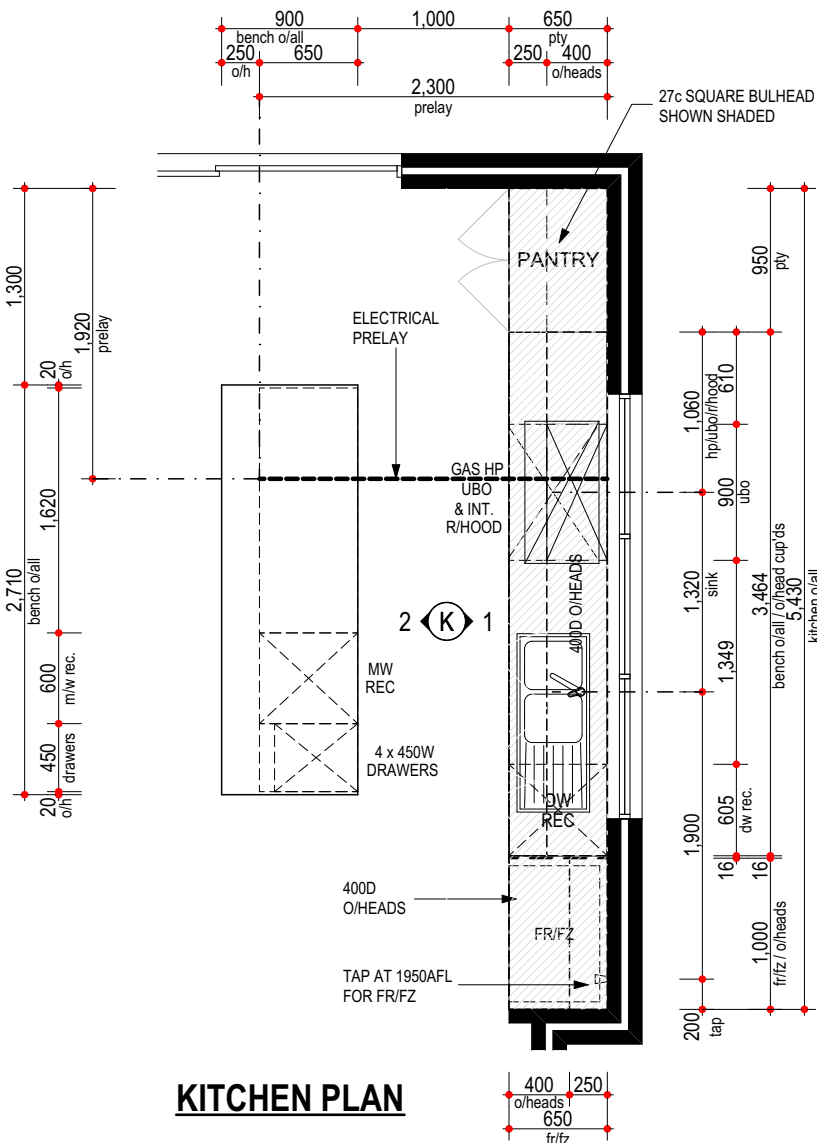 900
bench o/all
1,000
650
pty
250
o/h
650
250
400
o/heads
2,300
prelay
27c SQUARE BULHEAD
SHOWN SHADED
PANTRY
1,300
1,920
prelay
20
o/h
ELECTRICAL
PRELAY
GAS HP
UBO
& INT.
R/HOOD
400D O/HEADS
1,620
2,710
bench o/all
600
m/w rec.
450
drawers
20
o/h
2
K
1
MW
REC
4 x 450W
DRAWERS
DW
REC
400D
O/HEADS
FR/FZ
TAP AT 1950AFL
FOR FR/FZ
950
pty
1,060
hp/ubo/r/hood
610
900
ubo
1,320
sink
3,464
bench o/all / o/head cup'ds
5,430
kitchen o/all
1,349
605
dw rec.
1,900
16
16
1,000
fr/fz / o/heads
200
tap
400
o/heads
250
650
fr/fz
KITCHEN PLAN